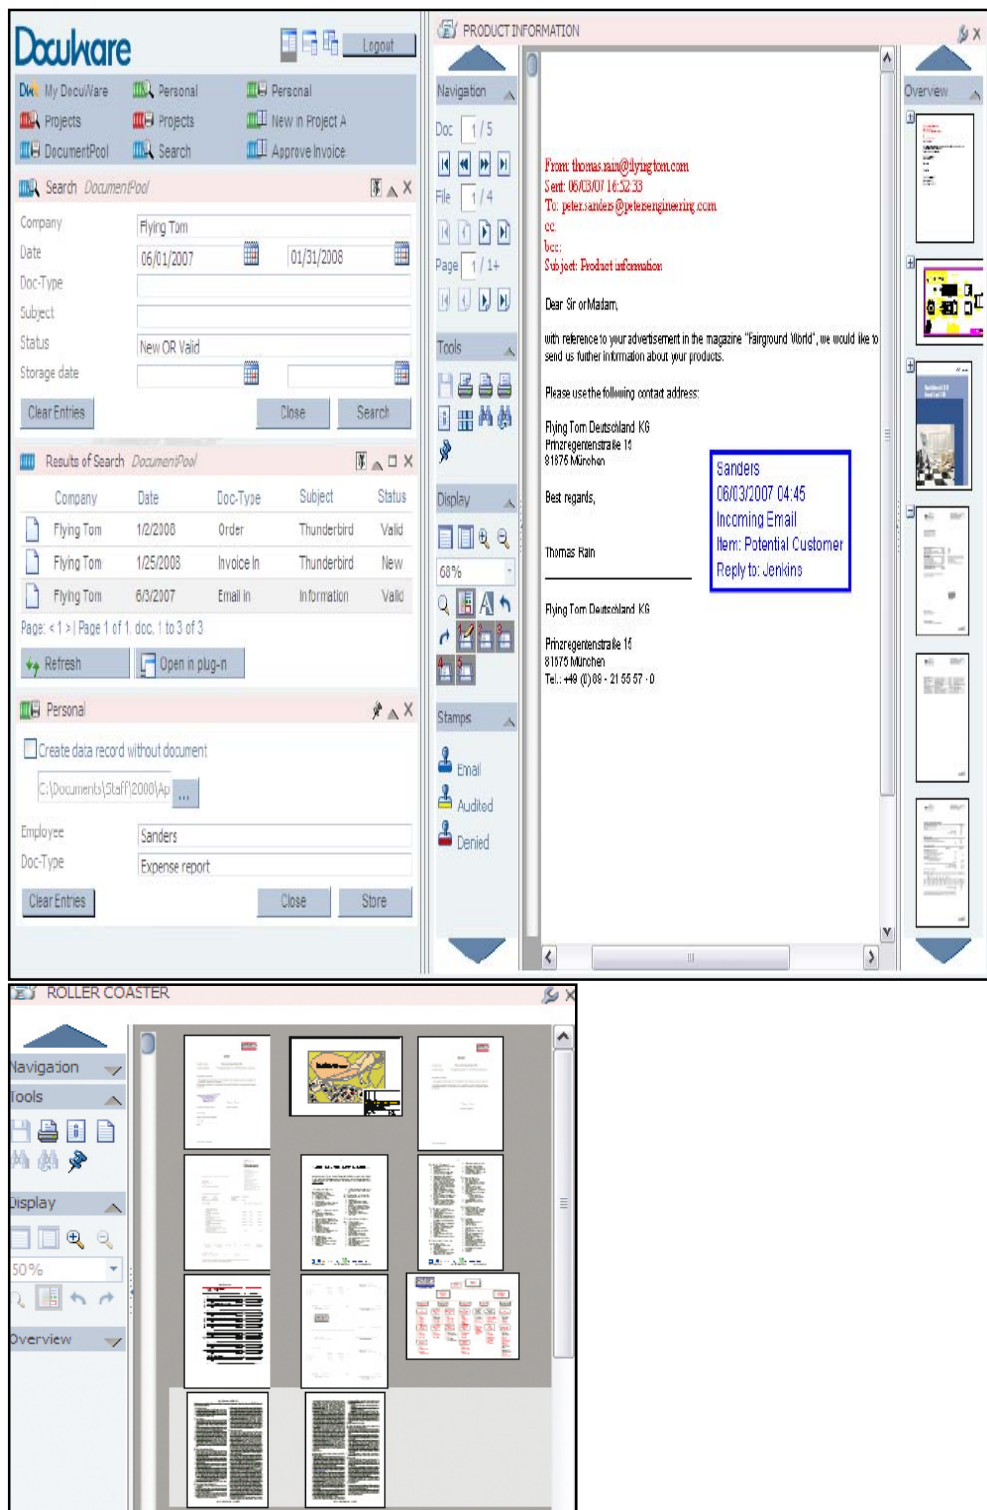 DocuWare
Logout
My DocuWare Personal Personal
Projects Projects New in Project A
DocumentPool Search Approve Invoice
Search DocumentPool
Company Flying Tom
Date 06/01/2007 01/31/2008
Doc-Type
Subject
Status New OR Valid
Storage date
Clear Entries Close Search
Results of Search DocumentPool
Company Date Doc-Type Subject Status
Flying Tom 1/2/2008 Order Thunderbird Valid
Flying Tom 1/25/2008 Invoice In Thunderbird New
Flying Tom 6/3/2007 Email in Information Valid
Page: < 1 > | Page 1 of 1. doc. 1 to 3 of 3
Refresh Open in plug-n
Personal
Create data record without document
C:\Documents\Staff\2008\Ap ...
Employee Sanders
Doc-Type Expense report
Clear Entries Close Store
PRODUCT INFORMATION
Navigation
Doc 1 / 5
File 1 / 4
Page 1 / 1+
Tools
Display
68%
1 2 3
4 5
Stamps
Email
Audited
Denied
From: thomas.rain@flyingtom.com
Sent: 06/03/07 16:52:33
To: peter.sanders@petersengineering.com
cc:
bcc:
Subject: Product information
Dear Sir or Madam,
with reference to your advertisement in the magazine "Fairground World", we would like to
send us further information about your products.
Please use the following contact address:
Flying Tom Deutschland KG
Prinzregentenstraße 15
81675 München
Best regards,
Thomas Rain
Flying Tom Deutschland KG
Prinzregentenstraße 15
81675 München
Tel.: +49 (0) 89 - 21 55 57 - 0
Sanders
06/03/2007 04:45
Incoming Email
Item: Potential Customer
Reply to: Jenkins
Overview
ROLLER COASTER
Navigation
Tools
Display
50%
Overview